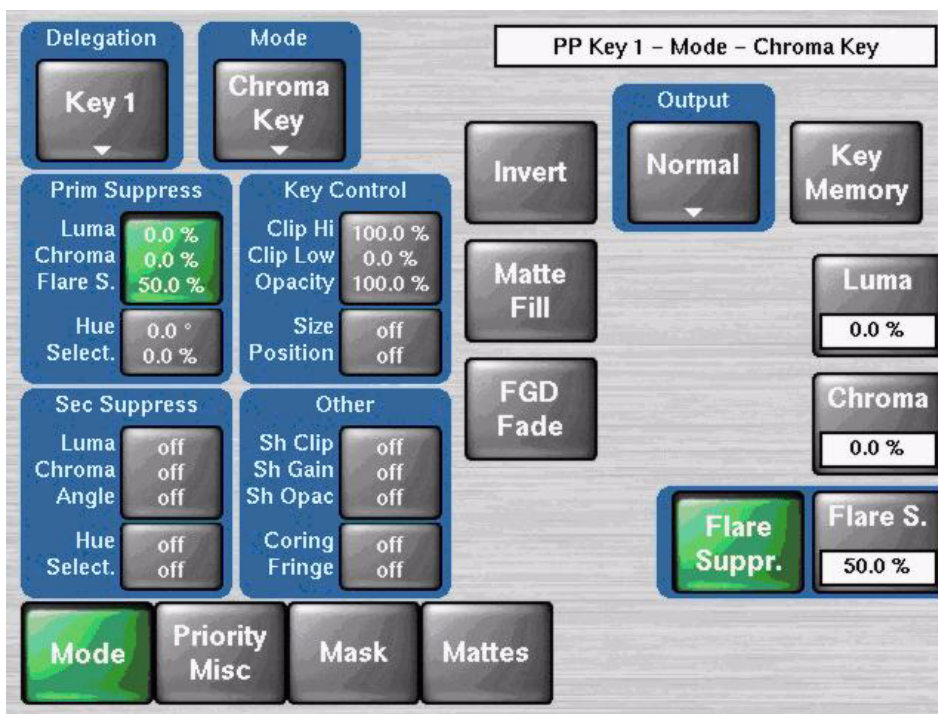 Delegation
Mode
PP Key 1 – Mode – Chroma Key
Key 1
Chroma
Key
Output
Invert
Normal
Key
Memory
Prim Suppress
Luma 0.0 %
Chroma 0.0 %
Flare S. 50.0 %
Hue 0.0 °
Select. 0.0 %
Key Control
Clip Hi 100.0 %
Clip Low 0.0 %
Opacity 100.0 %
Size off
Position off
Matte
Fill
Luma
0.0 %
FGD
Fade
Chroma
0.0 %
Sec Suppress
Luma off
Chroma off
Angle off
Hue off
Select. off
Other
Sh Clip off
Sh Gain off
Sh Opac off
Coring off
Fringe off
Flare
Suppr.
Flare S.
50.0 %
Mode
Priority
Misc
Mask
Mattes